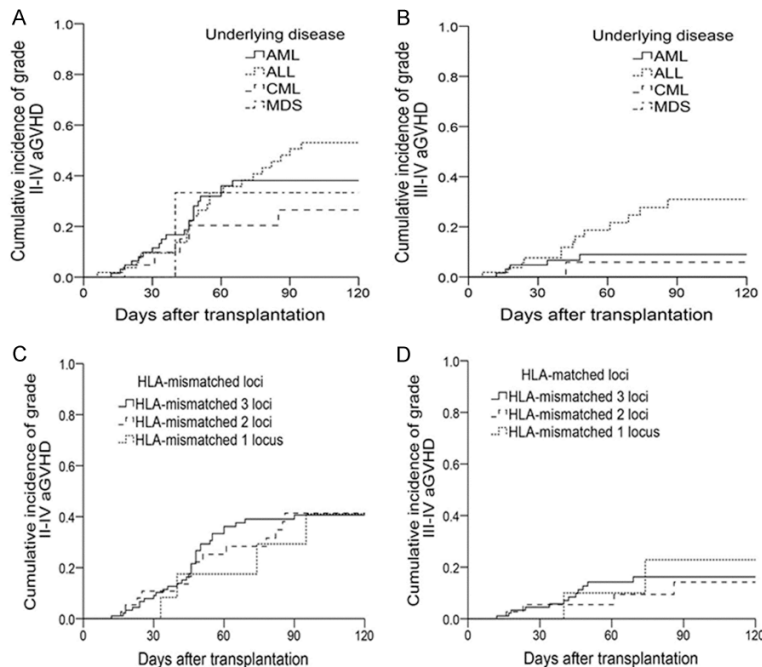 A
Underlying disease
AML
ALL
CML
MDS
Cumulative incidence of grade
II-IV aGVHD
1.0
0.8
0.6
0.4
0.2
0.0
0
30
60
90
120
Days after transplantation
B
Underlying disease
AML
ALL
CML
MDS
Cumulative incidence of grade
III-IV aGVHD
1.0
0.8
0.6
0.4
0.2
0.0
0
30
60
90
120
Days after transplantation
C
HLA-mismatched loci
HLA-mismatched 3 loci
HLA-mismatched 2 loci
HLA-mismatched 1 locus
Cumulative incidence of grade
II-IV aGVHD
1.0
0.8
0.6
0.4
0.2
0.0
0
30
60
90
120
Days after transplantation
D
HLA-matched loci
HLA-mismatched 3 loci
HLA-mismatched 2 loci
HLA-mismatched 1 locus
Cumulative incidence of grade
III-IV aGVHD
1.0
0.8
0.6
0.4
0.2
0.0
0
30
60
90
120
Days after transplantation